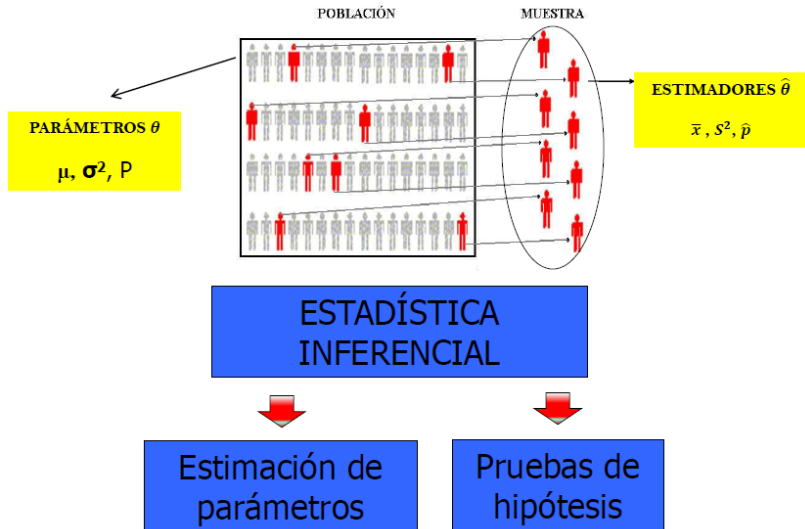 POBLACIÓN
MUESTRA
PARÁMETROS θ
μ, σ², P
ESTIMADORES θ̂
x̄ , S², p̂
ESTADÍSTICA
INFERENCIAL
Estimación de
parámetros
Pruebas de
hipótesis